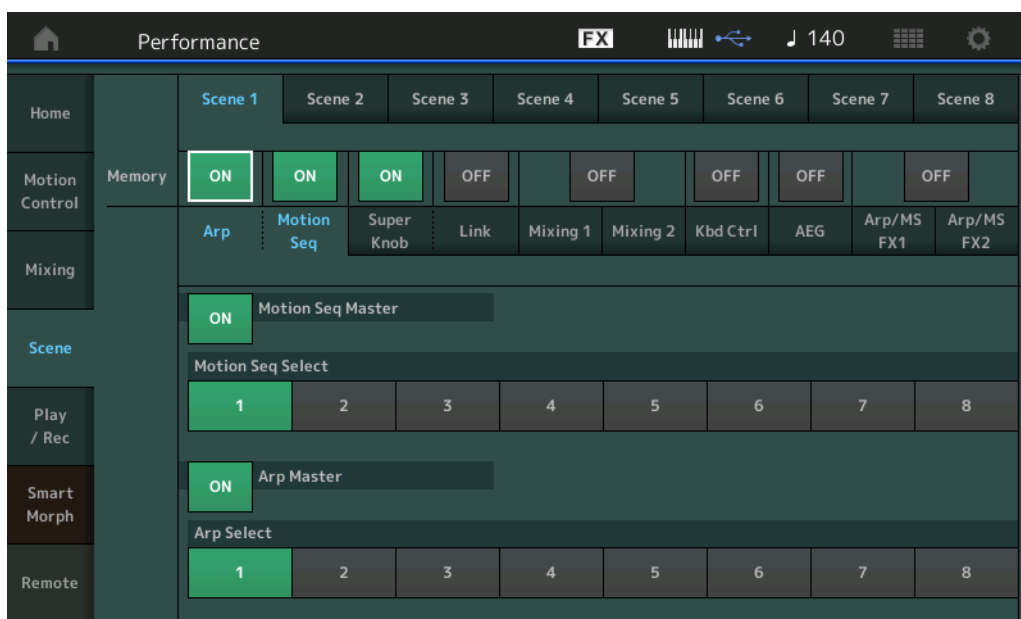 Performance FX 140
Scene 1 Scene 2 Scene 3 Scene 4 Scene 5 Scene 6 Scene 7 Scene 8
Home
Memory ON ON ON OFF OFF OFF OFF OFF
Motion
Control
Arp Motion
Seq Super
Knob Link Mixing 1 Mixing 2 Kbd Ctrl AEG Arp/MS
FX1 Arp/MS
FX2
Mixing
ON Motion Seq Master
Scene
Motion Seq Select
1 2 3 4 5 6 7 8
Play
/ Rec
ON Arp Master
Smart
Morph
Arp Select
1 2 3 4 5 6 7 8
Remote